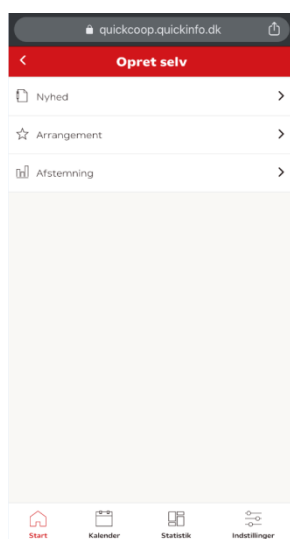 quickcoop.quickinfo.dk
Opret selv
Nyhed
Arrangement
Afstemning
Start Kalender Statistik Indstillinger